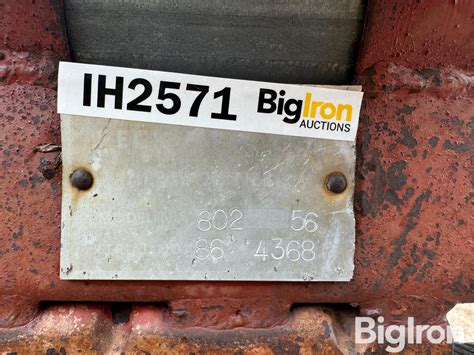 IH2571 BigIron
AUCTIONS
802 56
86 4368
BigIron